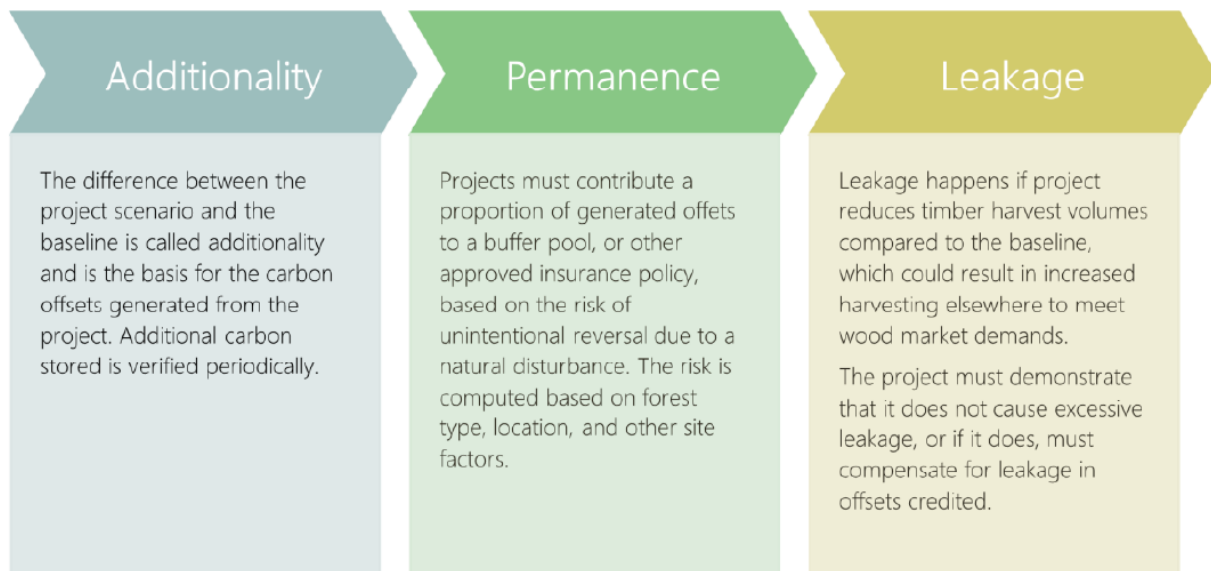 Additionality
The difference between the
project scenario and the
baseline is called additionality
and is the basis for the carbon
offsets generated from the
project. Additional carbon
stored is verified periodically.
Permanence
Projects must contribute a
proportion of generated offets
to a buffer pool, or other
approved insurance policy,
based on the risk of
unintentional reversal due to a
natural disturbance. The risk is
computed based on forest
type, location, and other site
factors.
Leakage
Leakage happens if project
reduces timber harvest volumes
compared to the baseline,
which could result in increased
harvesting elsewhere to meet
wood market demands.
The project must demonstrate
that it does not cause excessive
leakage, or if it does, must
compensate for leakage in
offsets credited.